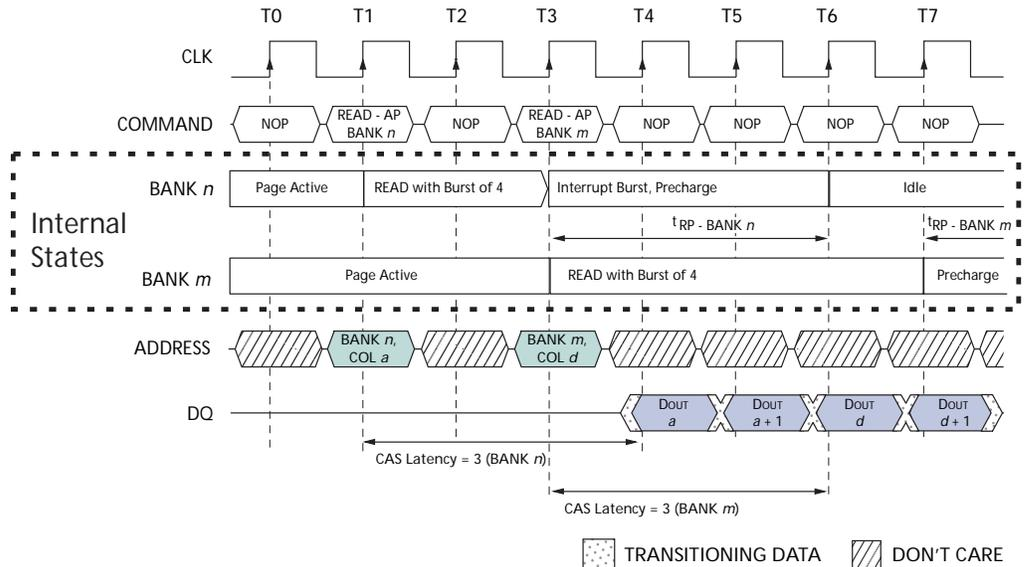 T0 T1 T2 T3 T4 T5 T6 T7
CLK
COMMAND
NOP
READ - AP
BANK n
NOP
READ - AP
BANK m
NOP
NOP
NOP
NOP
Internal
States
BANK n
Page Active
READ with Burst of 4
Interrupt Burst, Precharge
Idle
tRP - BANK n
tRP - BANK m
BANK m
Page Active
READ with Burst of 4
Precharge
ADDRESS
BANK n,
COL a
BANK m,
COL d
DQ
DOUT
a
DOUT
a + 1
DOUT
d
DOUT
d + 1
CAS Latency = 3 (BANK n)
CAS Latency = 3 (BANK m)
TRANSITIONING DATA
DON'T CARE